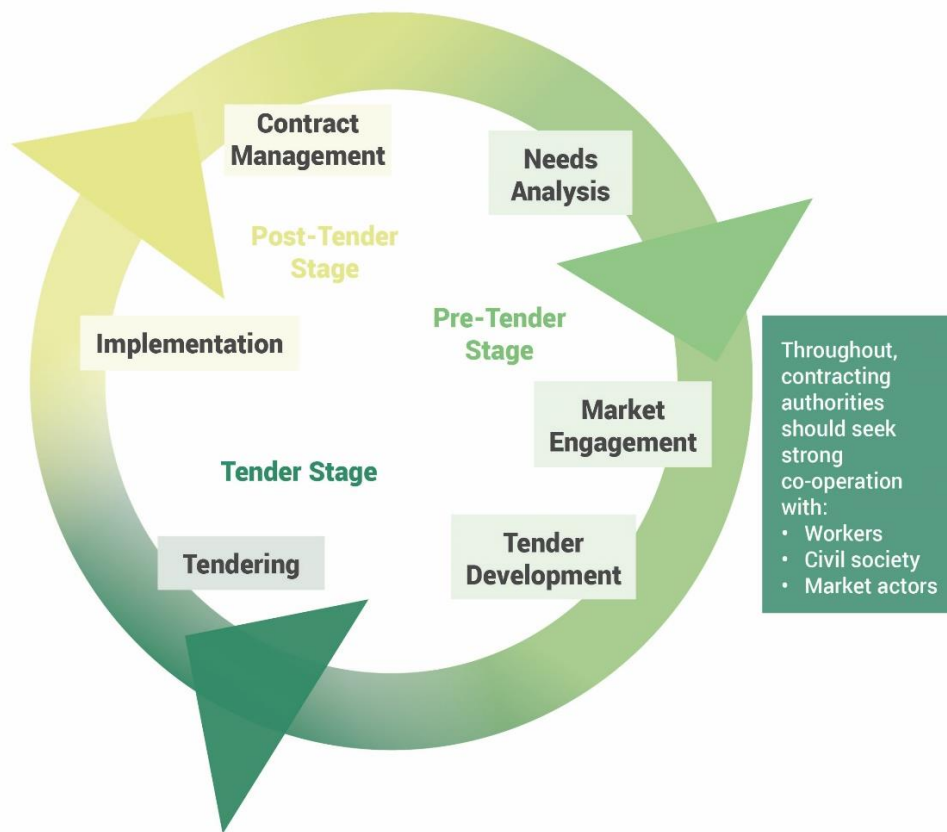 Contract
Management
Needs
Analysis
Post-Tender
Stage
Pre-Tender
Stage
Implementation
Market
Engagement
Tender Stage
Tendering
Tender
Development
Throughout,
contracting
authorities
should seek
strong
co-operation
with:
• Workers
• Civil society
• Market actors